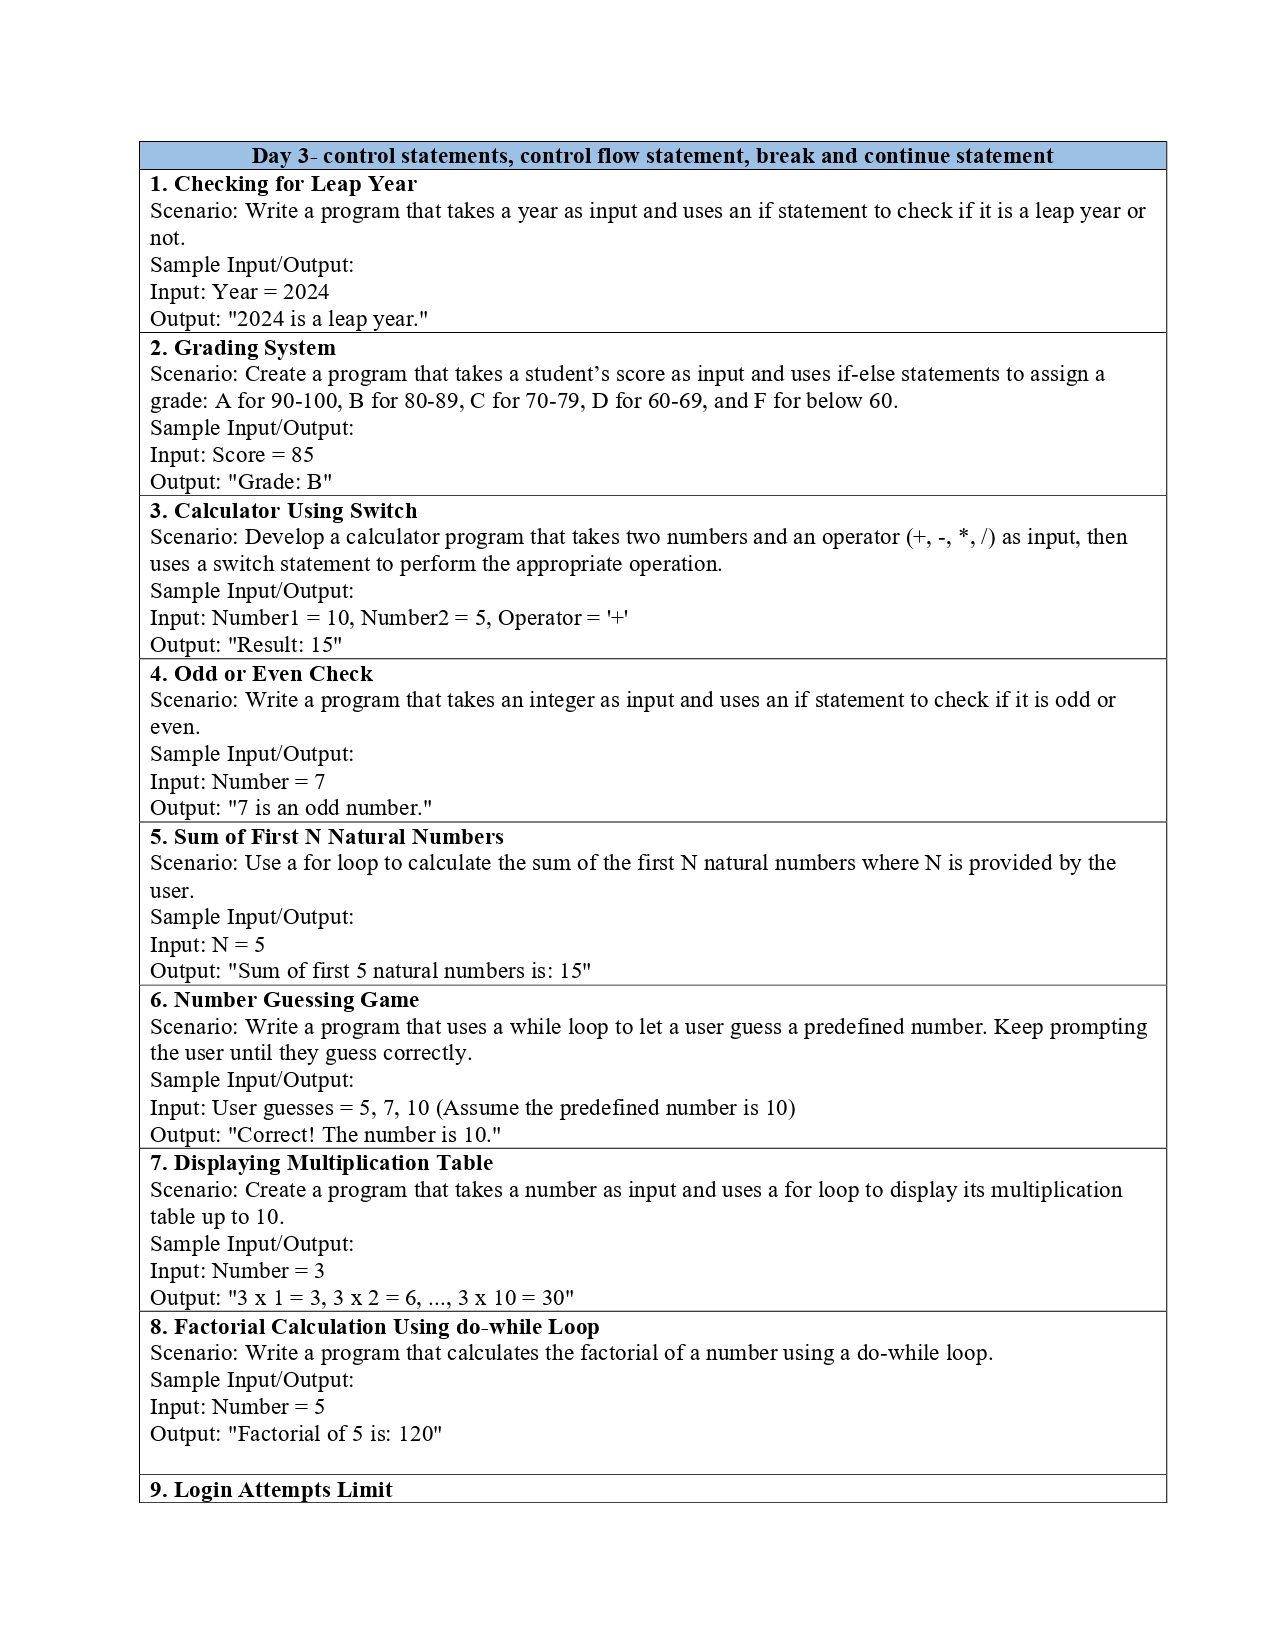 Day 3- control statements, control flow statement, break and continue statement
1. Checking for Leap Year
Scenario: Write a program that takes a year as input and uses an if statement to check if it is a leap year or
not.
Sample Input/Output:
Input: Year = 2024
Output: "2024 is a leap year."
2. Grading System
Scenario: Create a program that takes a student’s score as input and uses if-else statements to assign a
grade: A for 90-100, B for 80-89, C for 70-79, D for 60-69, and F for below 60.
Sample Input/Output:
Input: Score = 85
Output: "Grade: B"
3. Calculator Using Switch
Scenario: Develop a calculator program that takes two numbers and an operator (+, -, *, /) as input, then
uses a switch statement to perform the appropriate operation.
Sample Input/Output:
Input: Number1 = 10, Number2 = 5, Operator = '+'
Output: "Result: 15"
4. Odd or Even Check
Scenario: Write a program that takes an integer as input and uses an if statement to check if it is odd or
even.
Sample Input/Output:
Input: Number = 7
Output: "7 is an odd number."
5. Sum of First N Natural Numbers
Scenario: Use a for loop to calculate the sum of the first N natural numbers where N is provided by the
user.
Sample Input/Output:
Input: N = 5
Output: "Sum of first 5 natural numbers is: 15"
6. Number Guessing Game
Scenario: Write a program that uses a while loop to let a user guess a predefined number. Keep prompting
the user until they guess correctly.
Sample Input/Output:
Input: User guesses = 5, 7, 10 (Assume the predefined number is 10)
Output: "Correct! The number is 10."
7. Displaying Multiplication Table
Scenario: Create a program that takes a number as input and uses a for loop to display its multiplication
table up to 10.
Sample Input/Output:
Input: Number = 3
Output: "3 x 1 = 3, 3 x 2 = 6, ..., 3 x 10 = 30"
8. Factorial Calculation Using do-while Loop
Scenario: Write a program that calculates the factorial of a number using a do-while loop.
Sample Input/Output:
Input: Number = 5
Output: "Factorial of 5 is: 120"
9. Login Attempts Limit